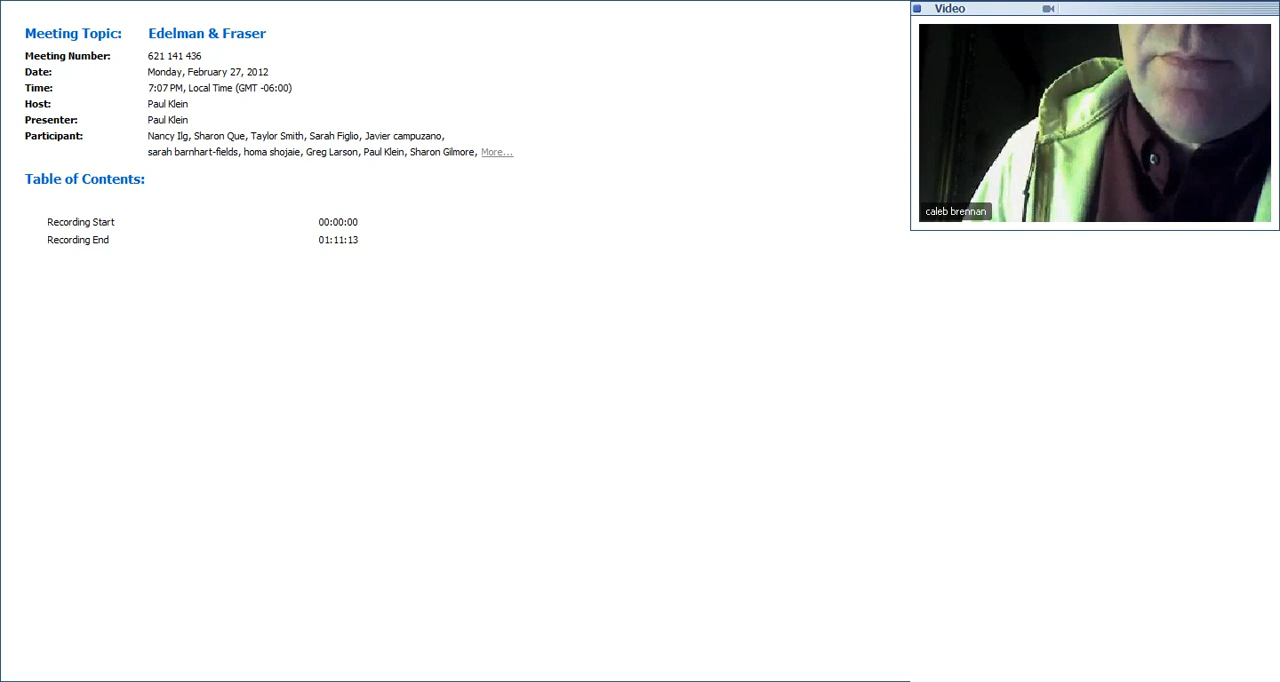 Meeting Topic: Edelman & Fraser
Meeting Number: 621 141 436
Date: Monday, February 27, 2012
Time: 7:07 PM, Local Time (GMT -06:00)
Host: Paul Klein
Presenter: Paul Klein
Participant: Nancy Ilg, Sharon Que, Taylor Smith, Sarah Figlio, Javier campuzano,
sarah barnhart-fields, homa shojaie, Greg Larson, Paul Klein, Sharon Gilmore, More...
Table of Contents:
Recording Start 00:00:00
Recording End 01:11:13
Video
caleb brennan